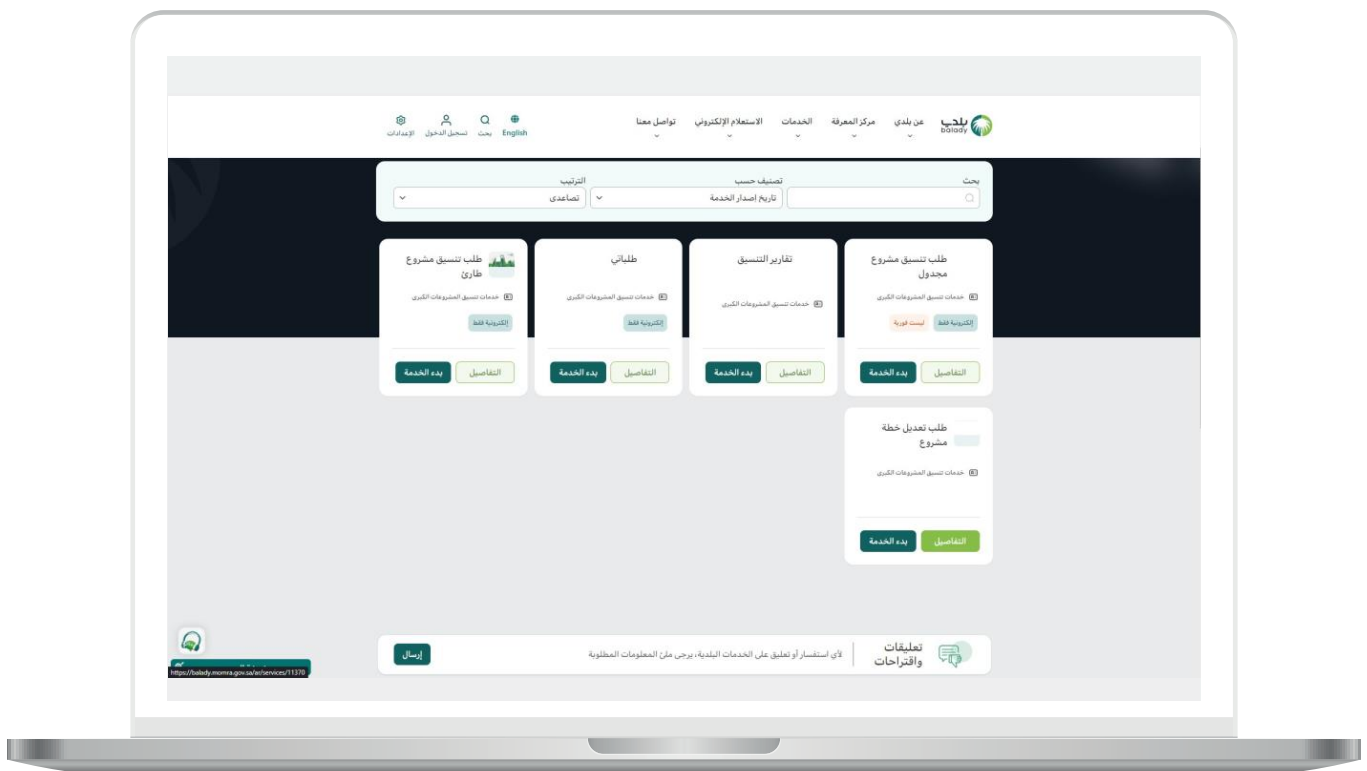 بلدي
balady
عن بلدي
مركز المعرفة
الخدمات
الاستعلام الإلكتروني
تواصل معنا
English
بحث
تسجيل الدخول
الإعدادات
بحث
تصنيف حسب
تاريخ إصدار الخدمة
الترتيب
تصاعدى
طلب تنسيق مشروع
مجدول
خدمات تنسيق المشروعات الكبرى
إلكترونية فقط
ليست فورية
التفاصيل
بدء الخدمة
تقارير التنسيق
خدمات تنسيق المشروعات الكبرى
التفاصيل
بدء الخدمة
طلباتي
خدمات تنسيق المشروعات الكبرى
إلكترونية فقط
التفاصيل
بدء الخدمة
طلب تنسيق مشروع
طارئ
خدمات تنسيق المشروعات الكبرى
إلكترونية فقط
التفاصيل
بدء الخدمة
طلب تعديل خطة
مشروع
خدمات تنسيق المشروعات الكبرى
التفاصيل
بدء الخدمة
تعليقات
واقتراحات
لأي استفسار أو تعليق على الخدمات البلدية، يرجى ملئ المعلومات المطلوبة
إرسال
https://balady.momra.gov.sa/ar/services/11370